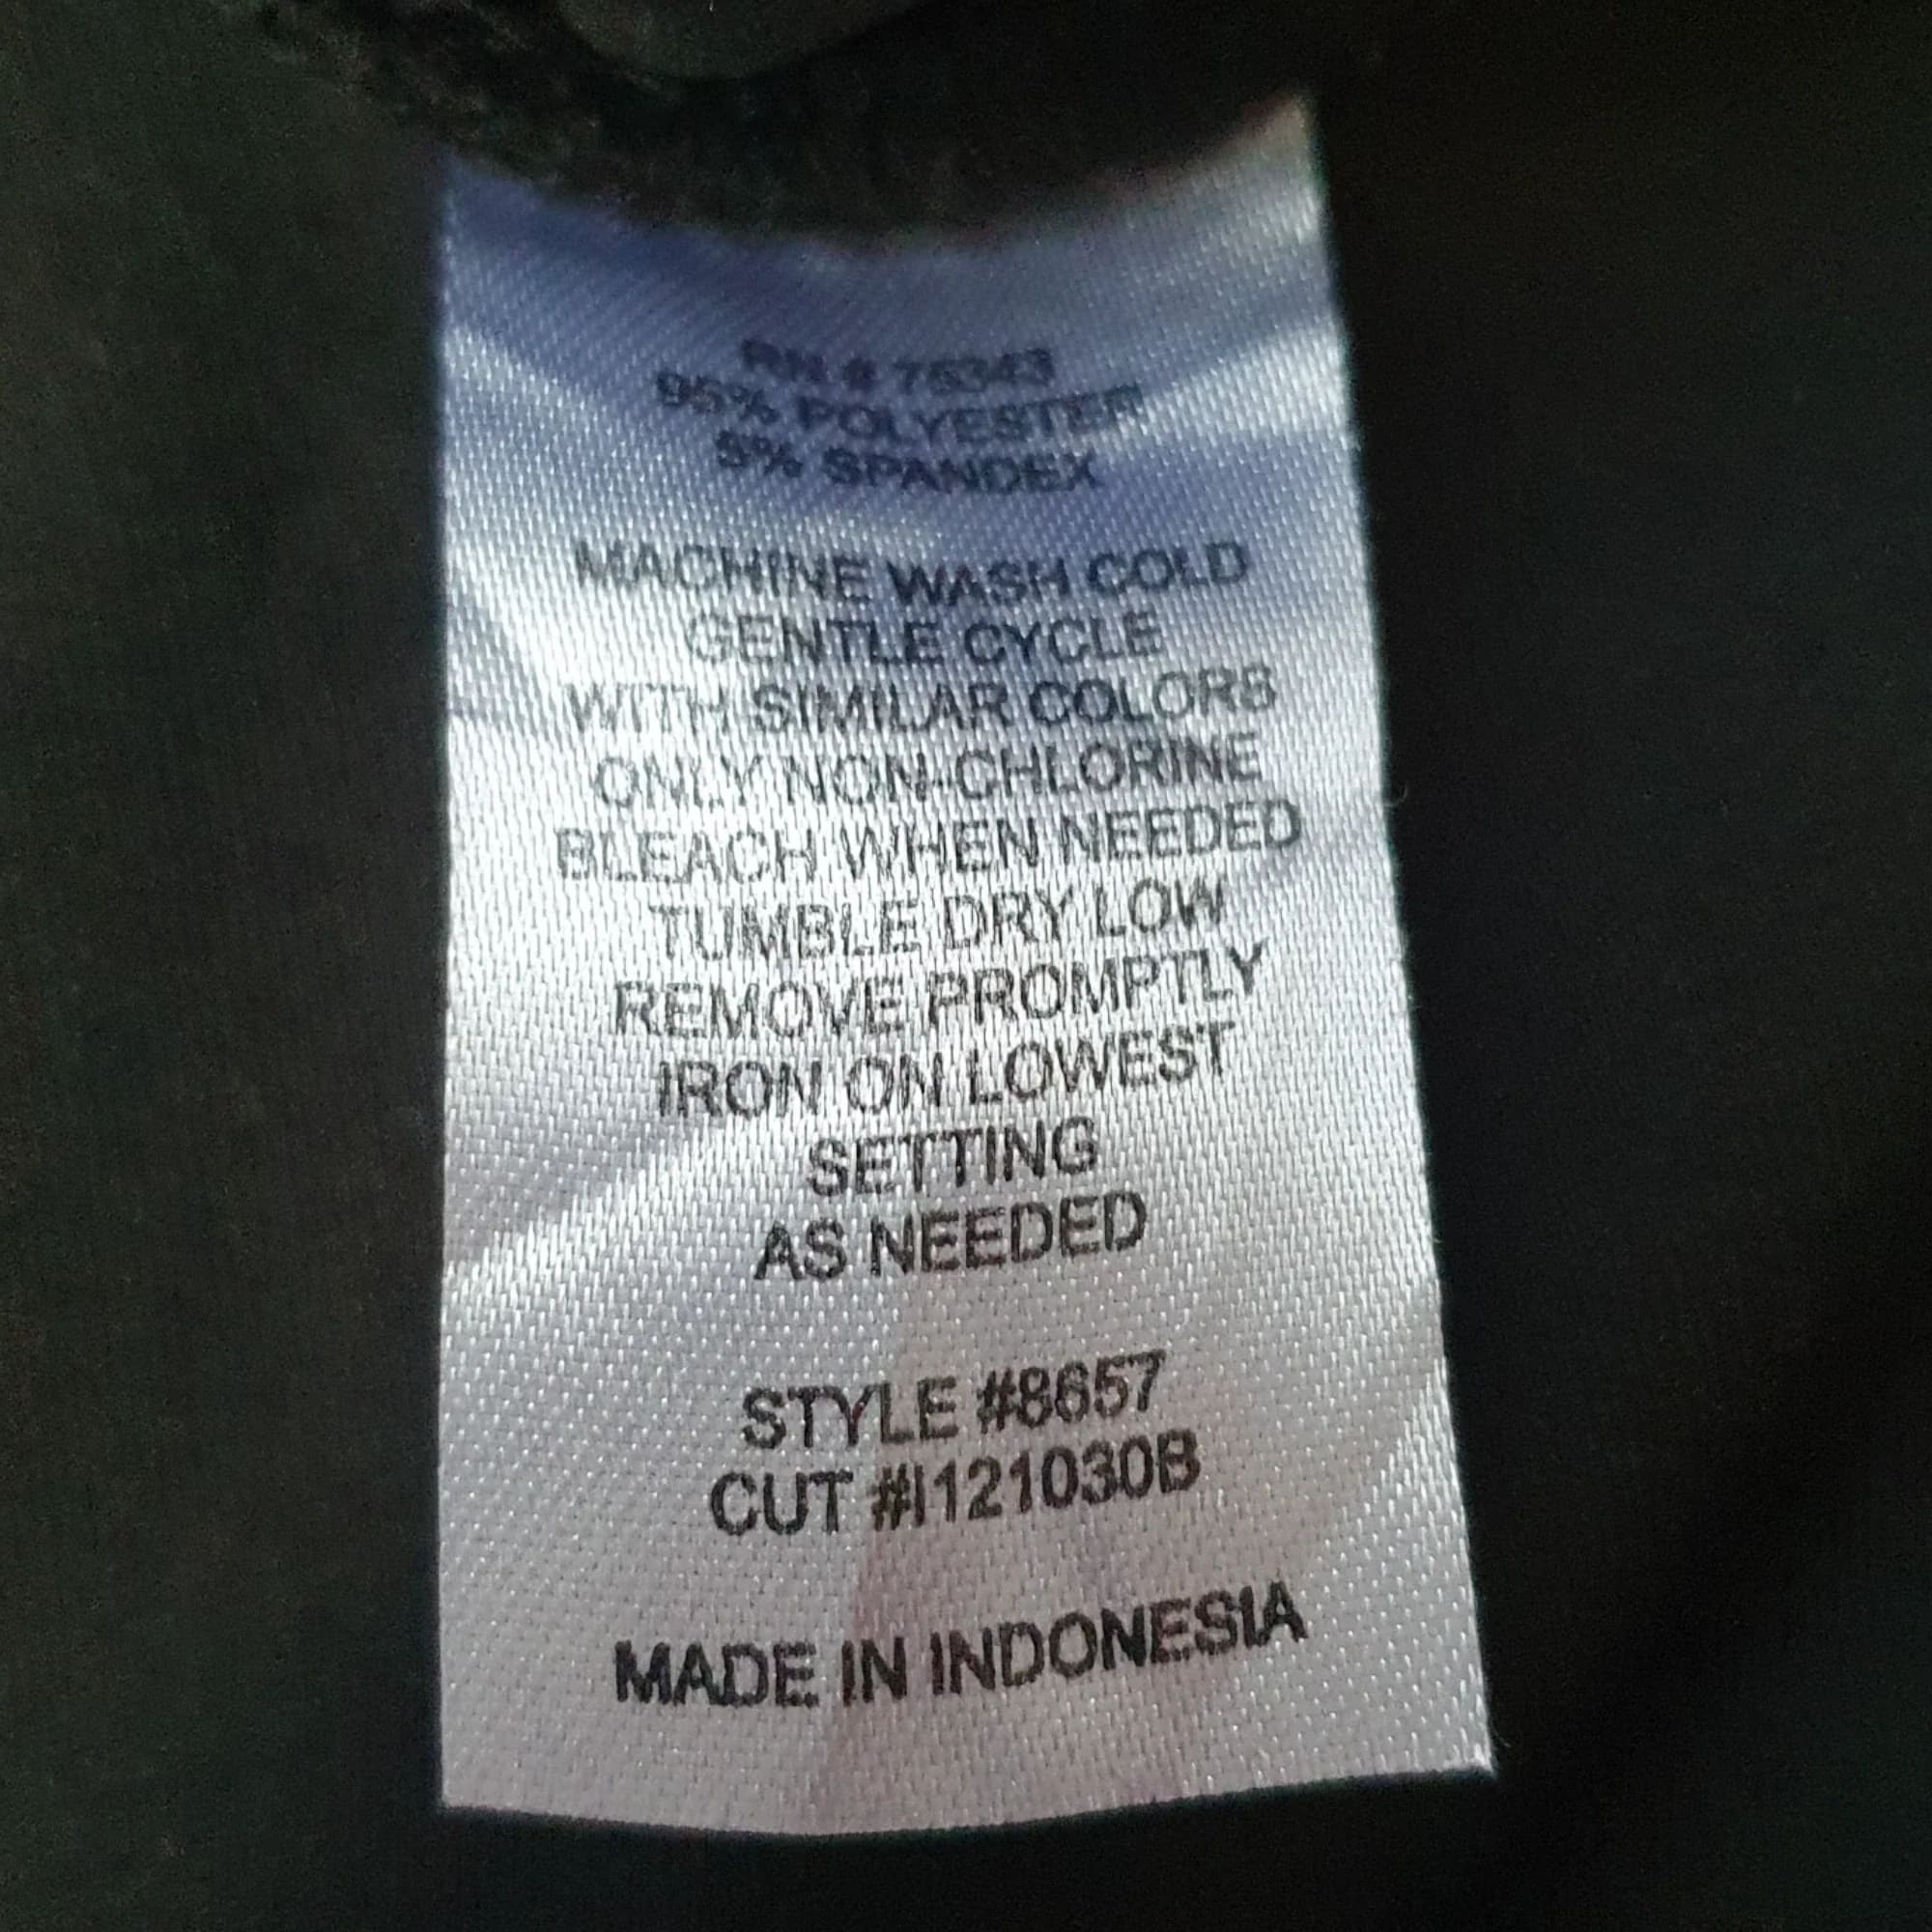 RN # 75343
95% POLYESTER
5% SPANDEX
MACHINE WASH COLD
GENTLE CYCLE
WITH SIMILAR COLORS
ONLY NON-CHLORINE
BLEACH WHEN NEEDED
TUMBLE DRY LOW
REMOVE PROMPTLY
IRON ON LOWEST
SETTING
AS NEEDED
STYLE #8657
CUT #I121030B
MADE IN INDONESIA